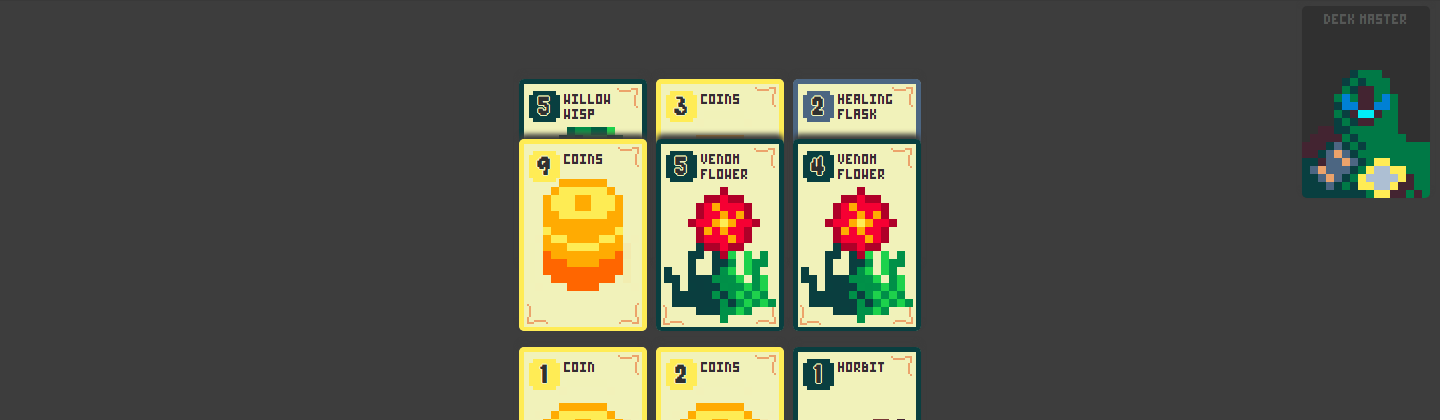 DECK MASTER
5 WILLOW
WISP
3 COINS
2 HEALING
FLASK
9 COINS
5 VENOM
FLOWER
4 VENOM
FLOWER
1 COIN
2 COINS
1 HORBIT